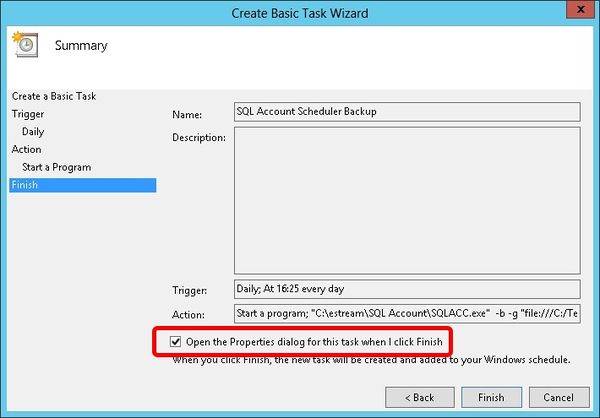 Create Basic Task Wizard
Summary
Create a Basic Task
Trigger
Daily
Action
Start a Program
Finish
Name: SQL Account Scheduler Backup
Description:
Trigger: Daily; At 16:25 every day
Action: Start a program; "C:\estream\SQL Account\SQLACC.exe" -b -g "file:///C:/Te
Open the Properties dialog for this task when I click Finish
When you click Finish, the new task will be created and added to your Windows schedule.
< Back Finish Cancel